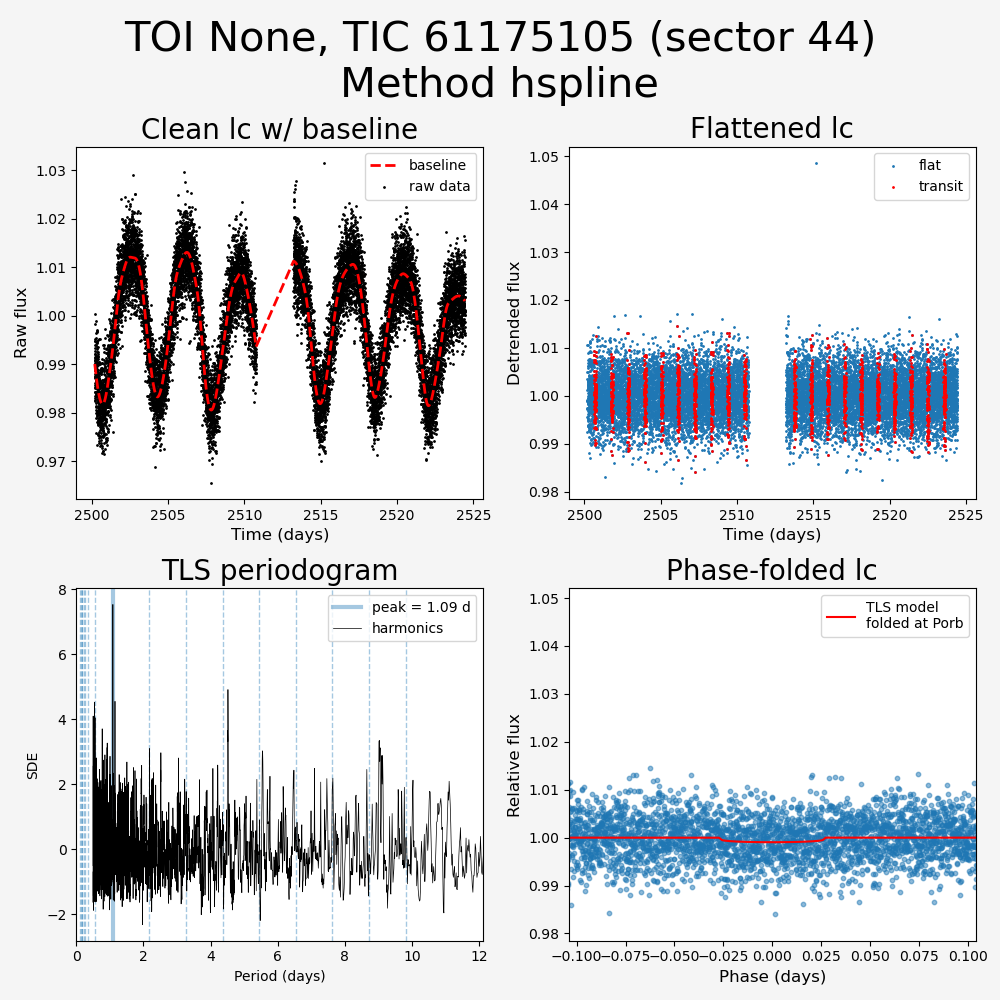 TOI None, TIC 61175105 (sector 44)
Method hspline
Clean lc w/ baseline
baseline
raw data
1.03
1.02
1.01
1.00
0.99
0.98
0.97
Raw flux
2500
2505
2510
2515
2520
2525
Time (days)
Flattened lc
flat
transit
1.05
1.04
1.03
1.02
1.01
1.00
0.99
0.98
Detrended flux
2500
2505
2510
2515
2520
2525
Time (days)
TLS periodogram
peak = 1.09 d
harmonics
8
6
4
2
0
−2
SDE
0
2
4
6
8
10
12
Period (days)
Phase-folded lc
TLS model
folded at Porb
1.05
1.04
1.03
1.02
1.01
1.00
0.99
0.98
Relative flux
−0.100
−0.075
−0.050
−0.025
0.000
0.025
0.050
0.075
0.100
Phase (days)